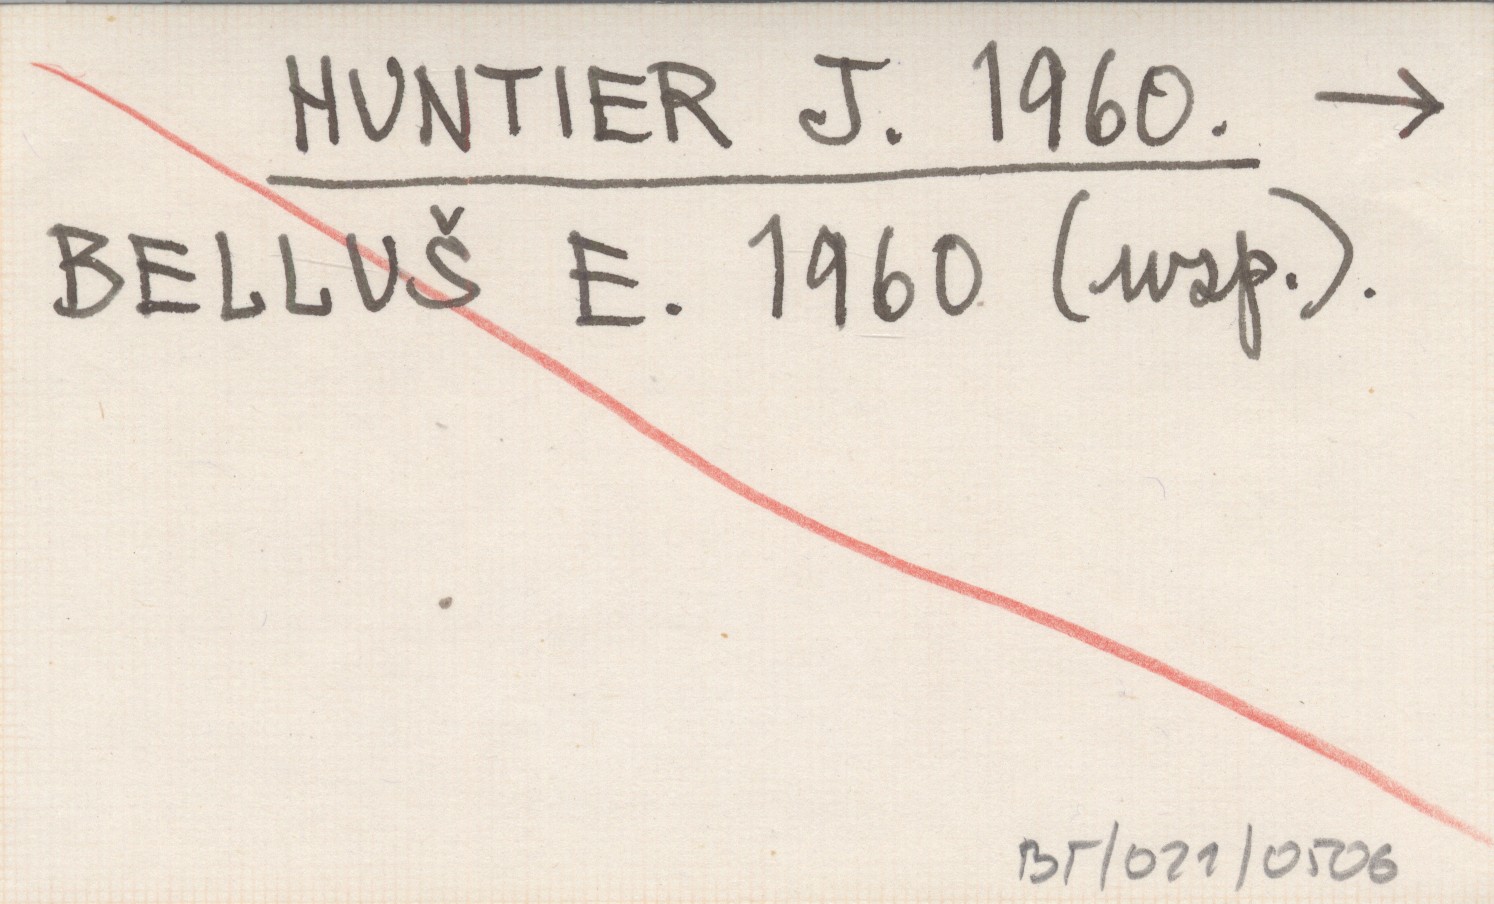 HUNTIER J. 1960. →
BELLUŠ E. 1960 (wsp.).
BT/021/0506